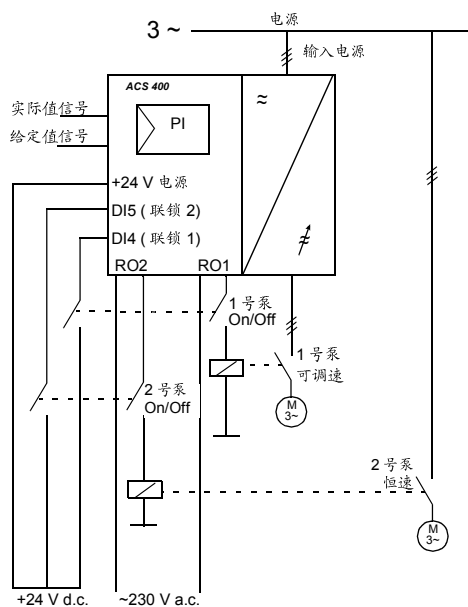 电源
3 ~
输入电源
ACS 400
≈
实际值信号
PI
给定值信号
+24 V 电源
DI5 ( 联锁 2)
DI4 ( 联锁 1)
≈
RO2
RO1
1 号泵
On/Off
1 号泵
可调速
2 号泵
On/Off
M
3~
2 号泵
恒速
M
3~
+24 V d.c.
~230 V a.c.